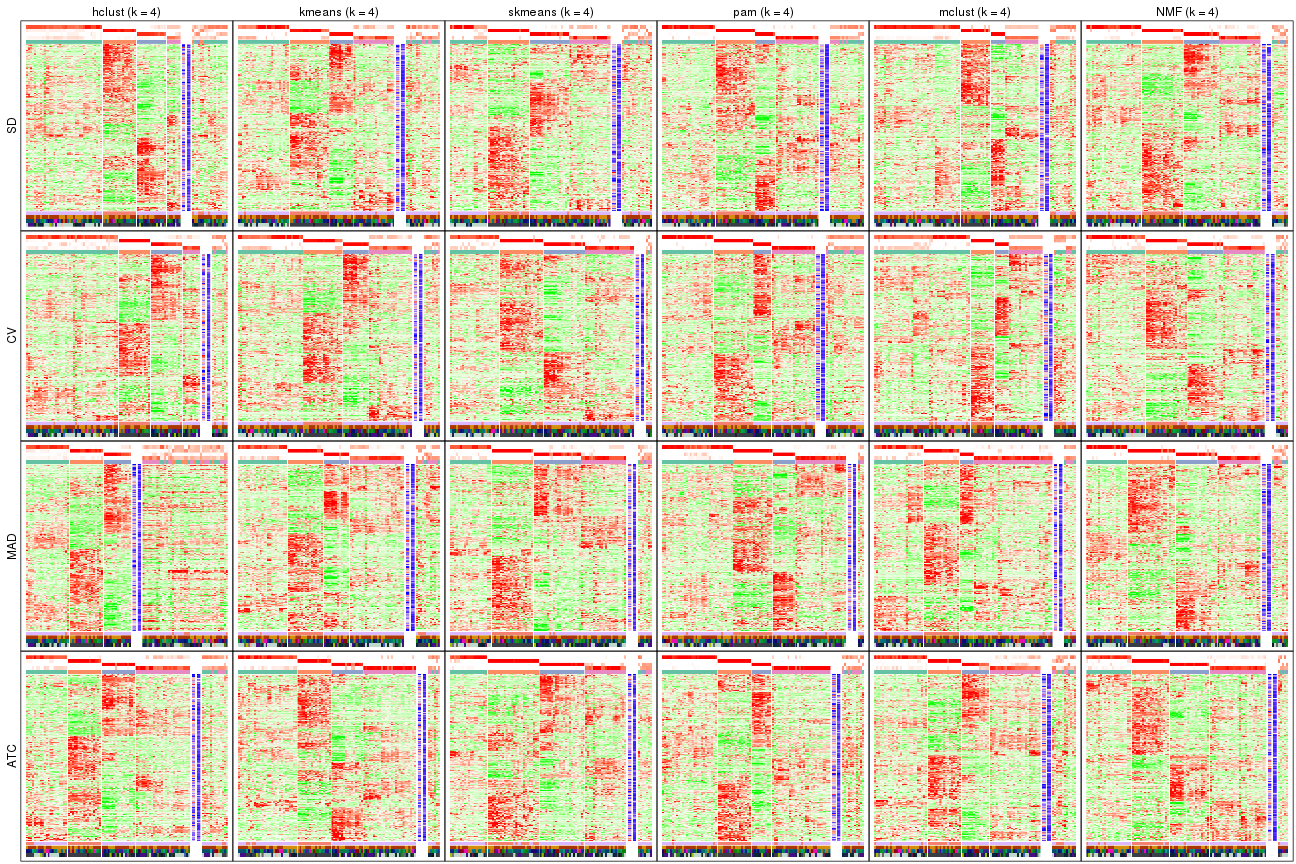 hclust (k = 4)
kmeans (k = 4)
skmeans (k = 4)
pam (k = 4)
mclust (k = 4)
NMF (k = 4)
SD
CV
MAD
ATC